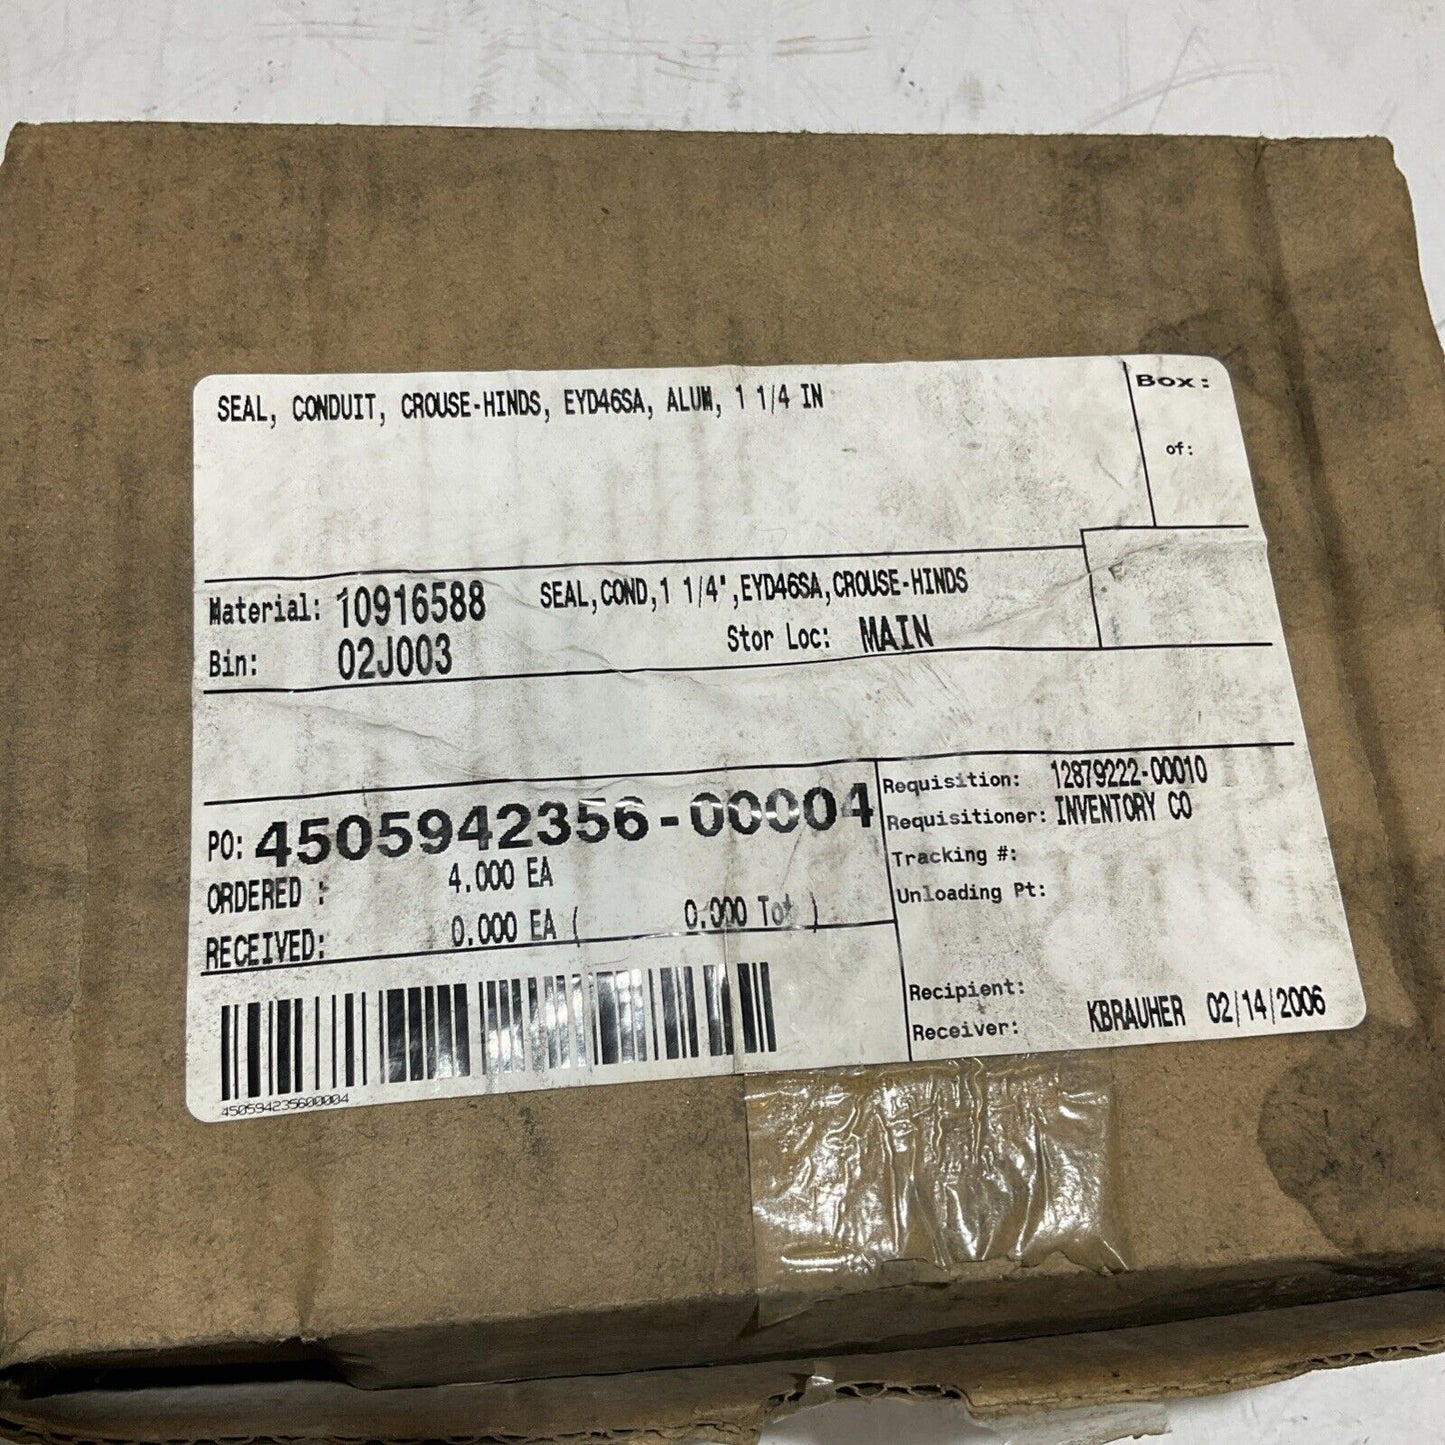 SEAL, CONDUIT, CROUSE-HINDS, EYD46SA, ALUM, 1 1/4 IN
Box:
of:
Material: 10916588 SEAL,COND,1 1/4",EYD46SA,CROUSE-HINDS
Bin: 02J003 Stor Loc: MAIN
PO: 4505942356-00004
ORDERED : 4.000 EA
RECEIVED: 0.000 EA ( 0.000 Tot )
450594235600004
Requisition: 12879222-00010
Requisitioner: INVENTORY CO
Tracking #:
Unloading Pt:
Recipient:
Receiver: KBRAUHER 02/14/2006